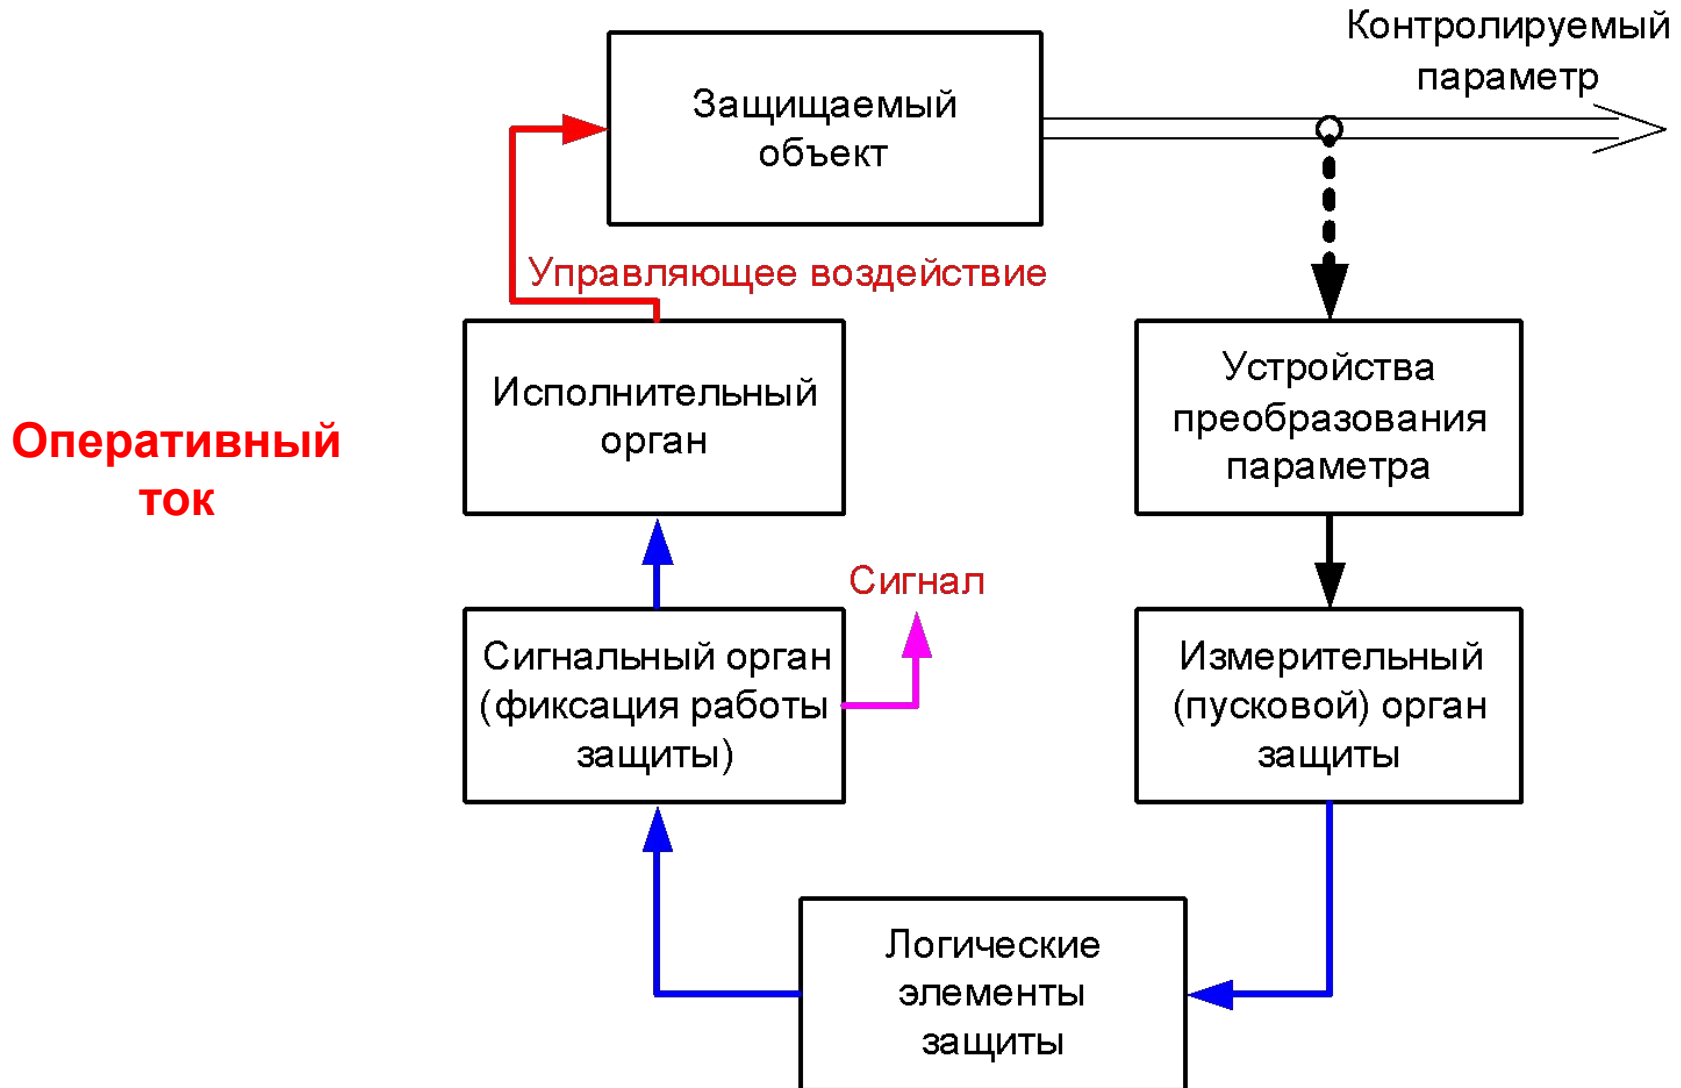 Контролируемый
параметр
Защищаемый
объект
Управляющее воздействие
Исполнительный
орган
Устройства
преобразования
параметра
Оперативный
ток
Сигнал
Сигнальный орган
(фиксация работы
защиты)
Измерительный
(пусковой) орган
защиты
Логические
элементы
защиты